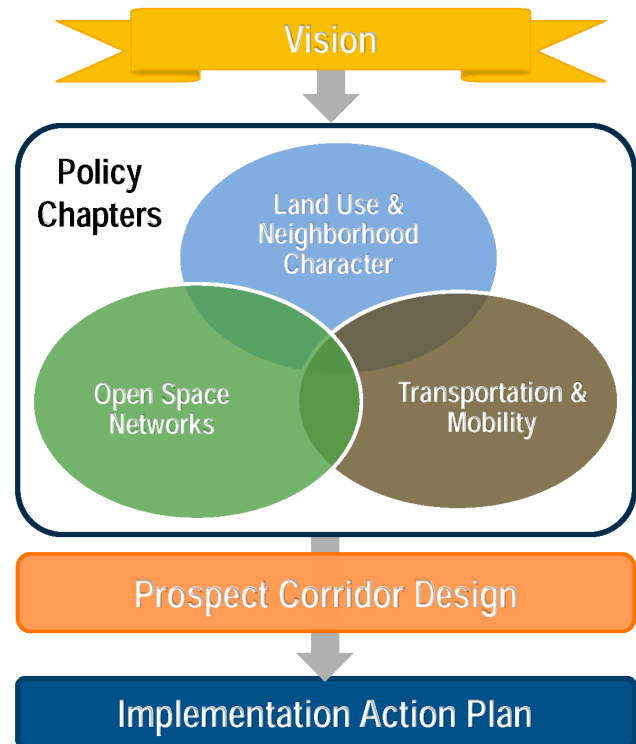 Vision
Policy
Chapters
Land Use &
Neighborhood
Character
Open Space
Networks
Transportation &
Mobility
Prospect Corridor Design
Implementation Action Plan